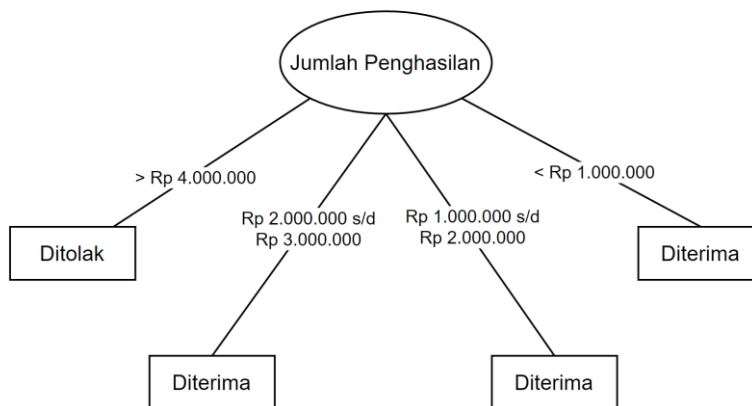 Jumlah Penghasilan
> Rp 4.000.000
Rp 2.000.000 s/d
Rp 3.000.000
Rp 1.000.000 s/d
Rp 2.000.000
< Rp 1.000.000
Ditolak
Diterima
Diterima
Diterima